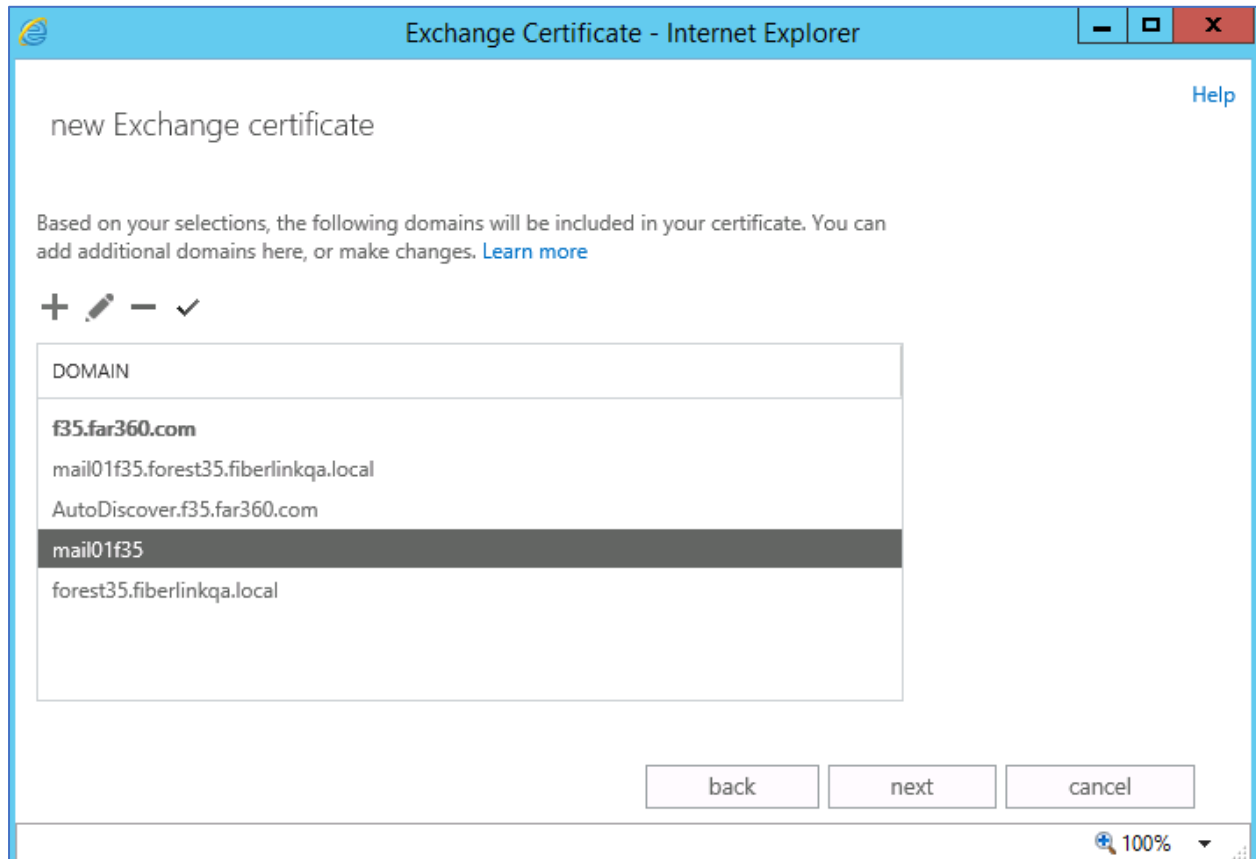 Exchange Certificate - Internet Explorer
Help
new Exchange certificate
Based on your selections, the following domains will be included in your certificate. You can
add additional domains here, or make changes. Learn more
DOMAIN
f35.far360.com
mail01f35.forest35.fiberlinkqa.local
AutoDiscover.f35.far360.com
mail01f35
forest35.fiberlinkqa.local
back next cancel
100%